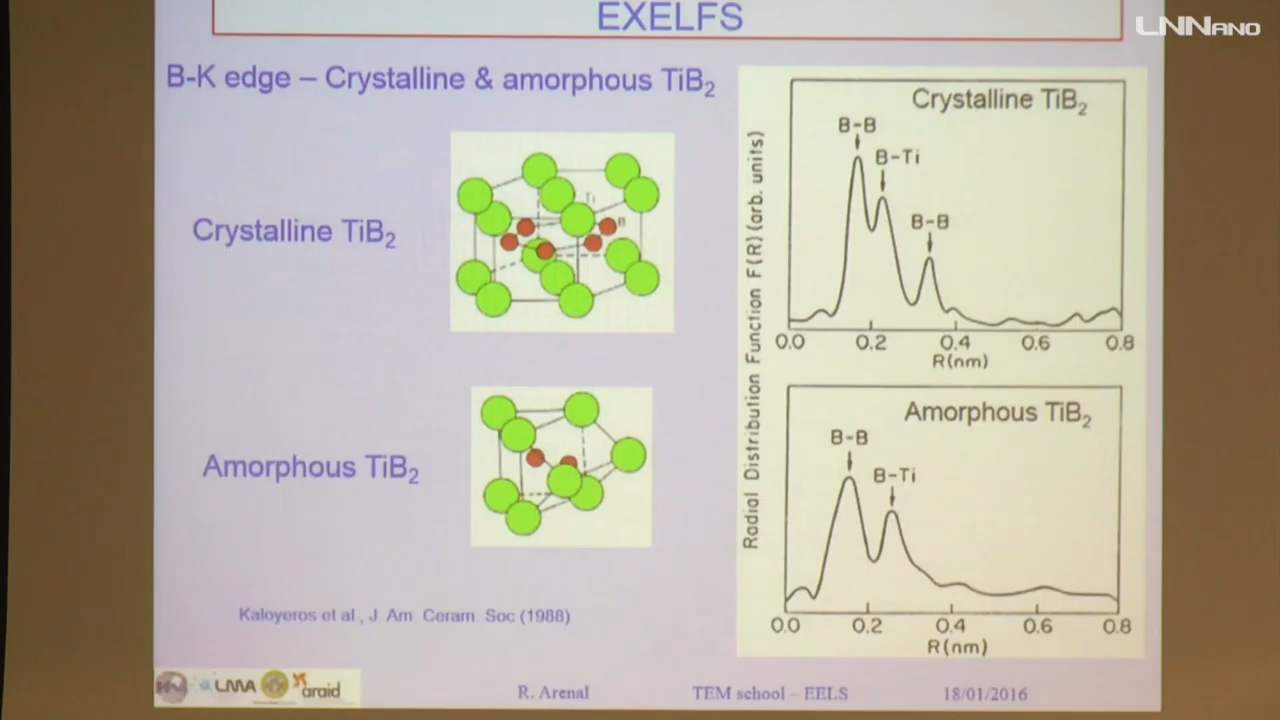 EXELFS
LNNANO
B-K edge – Crystalline & amorphous TiB₂
Crystalline TiB₂
Ti
B
Amorphous TiB₂
Kaloyeros et al., J. Am. Ceram. Soc (1988)
Radial Distribution Function F(R)(arb. units)
Crystalline TiB₂
B-B
B-Ti
B-B
0.0 0.2 0.4 0.6 0.8
R(nm)
Amorphous TiB₂
B-B
B-Ti
0.0 0.2 0.4 0.6 0.8
R(nm)
LMA
araid
R. Arenal
TEM school – EELS
18/01/2016